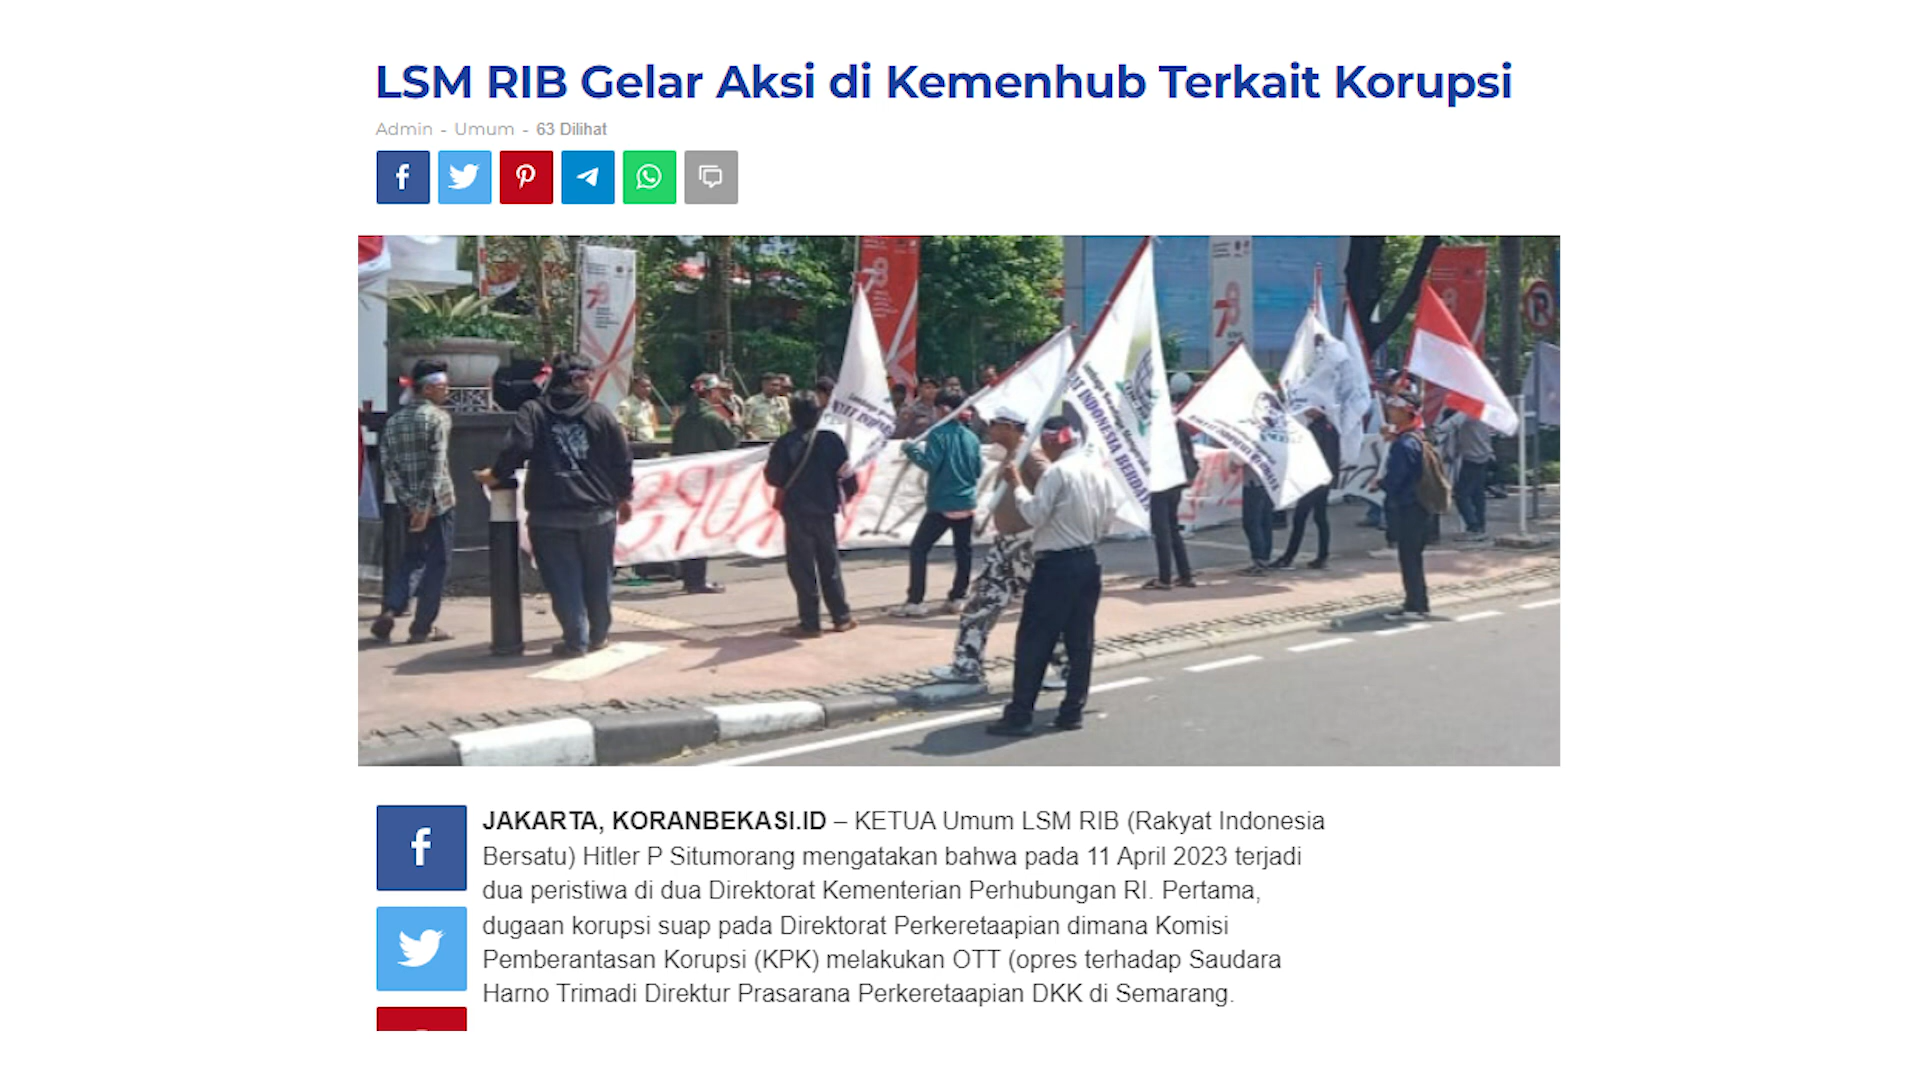 LSM RIB Gelar Aksi di Kemenhub Terkait Korupsi
Admin - Umum - 63 Dilihat
JAKARTA, KORANBEKASI.ID – KETUA Umum LSM RIB (Rakyat Indonesia
Bersatu) Hitler P Situmorang mengatakan bahwa pada 11 April 2023 terjadi
dua peristiwa di dua Direktorat Kementerian Perhubungan RI. Pertama,
dugaan korupsi suap pada Direktorat Perkeretaapian dimana Komisi
Pemberantasan Korupsi (KPK) melakukan OTT (opres terhadap Saudara
Harno Trimadi Direktur Prasarana Perkeretaapian DKK di Semarang.